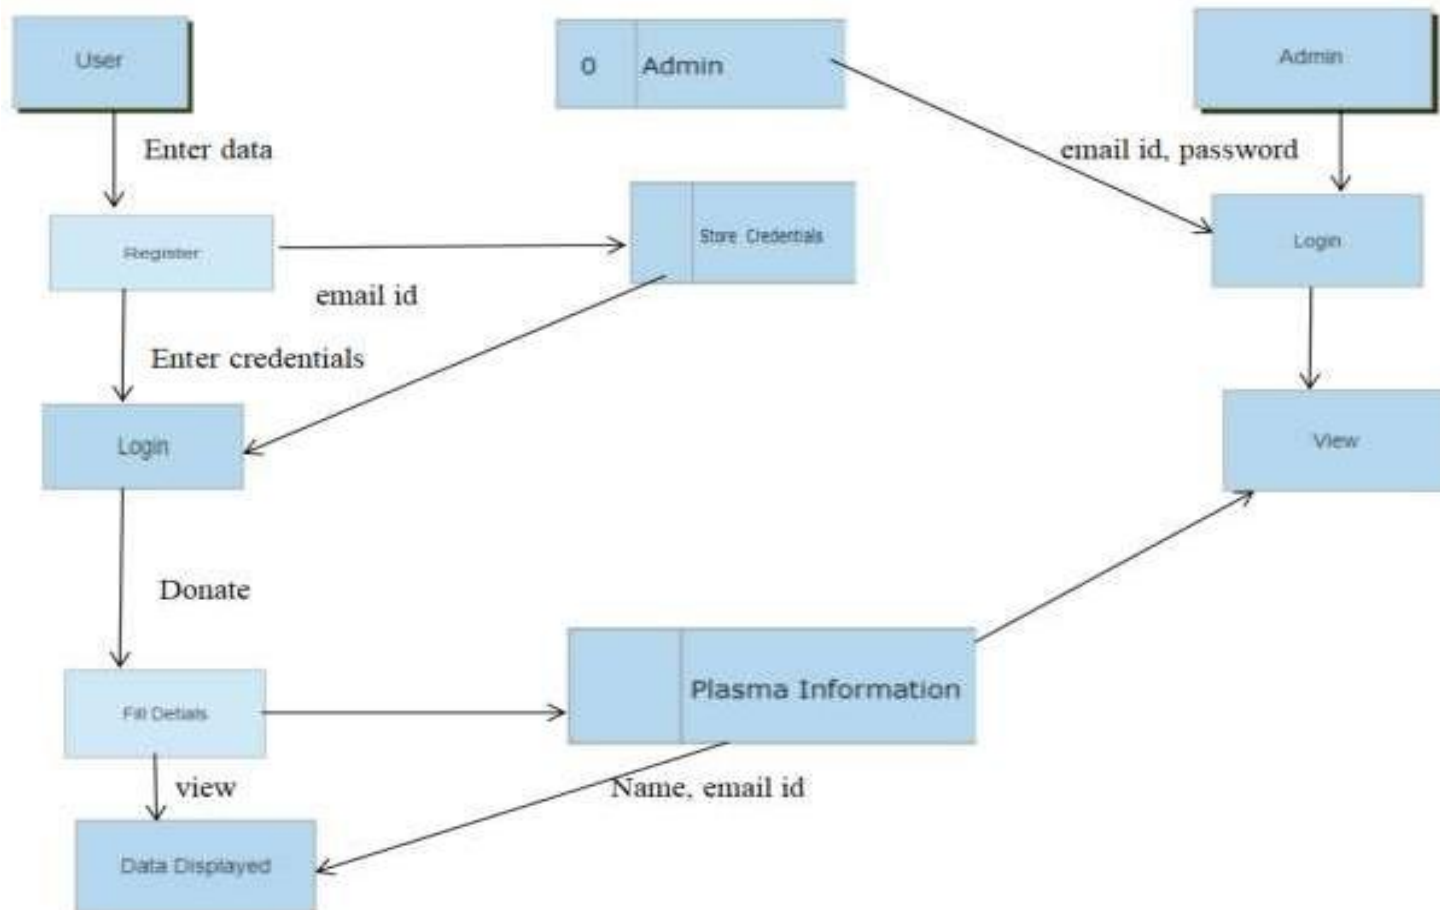 User
0 Admin
Admin
Enter data
email id, password
Register
Store Credentials
Login
email id
Enter credentials
Login
View
Donate
Fill Detials
Plasma Information
view
Name, email id
Data Displayed